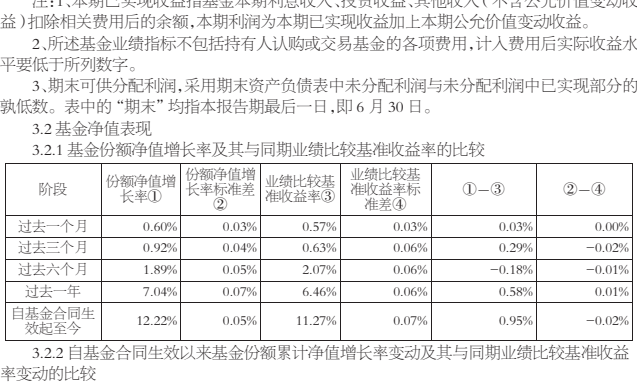 注:1、本期已实现收益指基金本期利息收入、投资收益、其他收入(不含公允价值变动收
益)扣除相关费用后的余额,本期利润为本期已实现收益加上本期公允价值变动收益。
2、所述基金业绩指标不包括持有人认购或交易基金的各项费用,计入费用后实际收益水
平要低于所列数字。
3、期末可供分配利润,采用期末资产负债表中未分配利润与未分配利润中已实现部分的
孰低数。表中的“期末”均指本报告期最后一日,即 6 月 30 日。
3.2 基金净值表现
3.2.1 基金份额净值增长率及其与同期业绩比较基准收益率的比较
阶段 份额净值增长率① 份额净值增长率标准差② 业绩比较基准收益率③ 业绩比较基准收益率标准差④ ①-③ ②-④
过去一个月 0.60% 0.03% 0.57% 0.03% 0.03% 0.00%
过去三个月 0.92% 0.04% 0.63% 0.06% 0.29% -0.02%
过去六个月 1.89% 0.05% 2.07% 0.06% -0.18% -0.01%
过去一年 7.04% 0.07% 6.46% 0.06% 0.58% 0.01%
自基金合同生效起至今 12.22% 0.05% 11.27% 0.07% 0.95% -0.02%
3.2.2 自基金合同生效以来基金份额累计净值增长率变动及其与同期业绩比较基准收益
率变动的比较